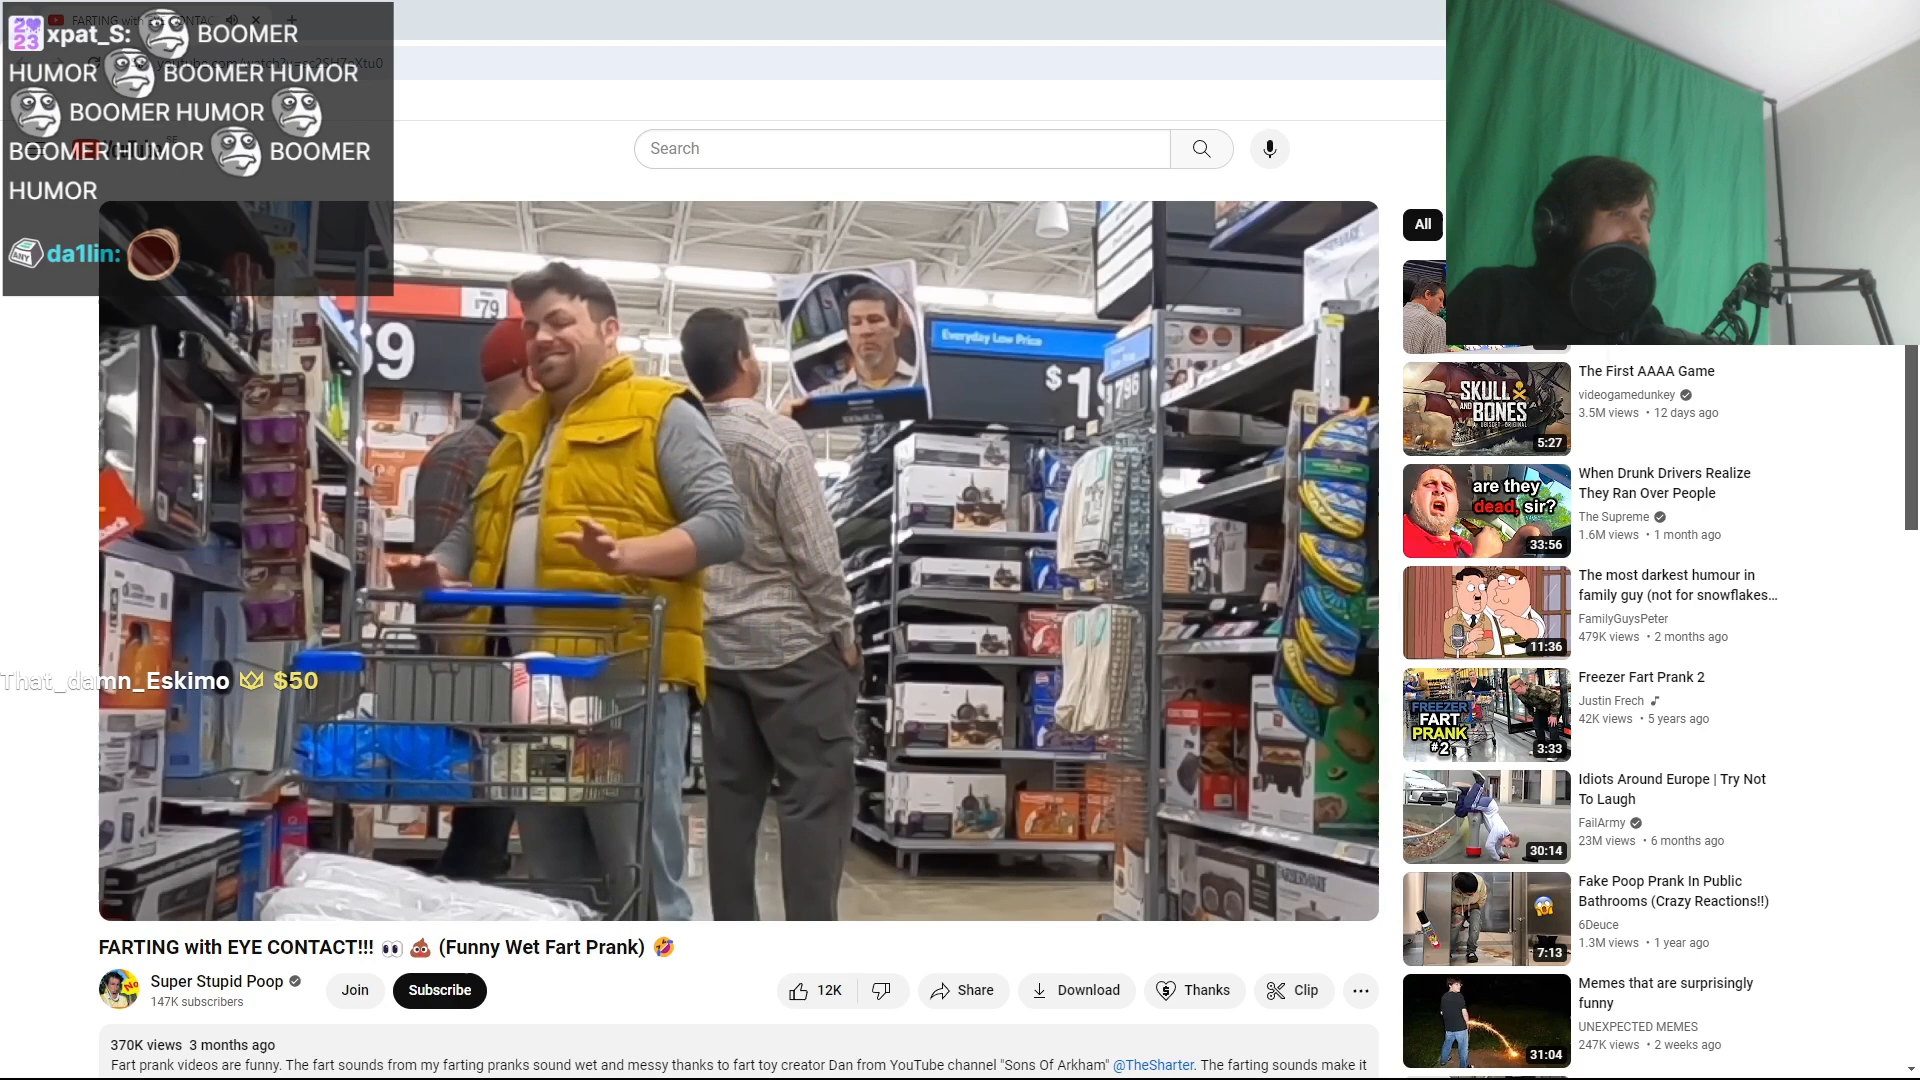 xpat_S: BOOMER
HUMOR BOOMER HUMOR
BOOMER HUMOR
BOOMER HUMOR BOOMER
HUMOR
ANY da1lin:
Search
All
$79
69
Everyday Low Price
$1
7.96
That_damn_Eskimo $50
FARTING with EYE CONTACT!!! 👀 💩 (Funny Wet Fart Prank) 🤣
Super Stupid Poop
147K subscribers
Join
Subscribe
12K
Share
Download
Thanks
Clip
370K views 3 months ago
Fart prank videos are funny. The fart sounds from my farting pranks sound wet and messy thanks to fart toy creator Dan from YouTube channel "Sons Of Arkham" @TheSharter. The farting sounds make it
SKULL AND BONES
5:27
The First AAAA Game
videogamedunkey
3.5M views • 12 days ago
are they
dead, sir?
33:56
When Drunk Drivers Realize
They Ran Over People
The Supreme
1.6M views • 1 month ago
11:36
The most darkest humour in
family guy (not for snowflakes...
FamilyGuysPeter
479K views • 2 months ago
FREEZER
FART
PRANK
#2
3:33
Freezer Fart Prank 2
Justin Frech
42K views • 5 years ago
30:14
Idiots Around Europe | Try Not
To Laugh
FailArmy
23M views • 6 months ago
7:13
Fake Poop Prank In Public
Bathrooms (Crazy Reactions!!)
6Deuce
1.3M views • 1 year ago
31:04
Memes that are surprisingly
funny
UNEXPECTED MEMES
247K views • 2 weeks ago